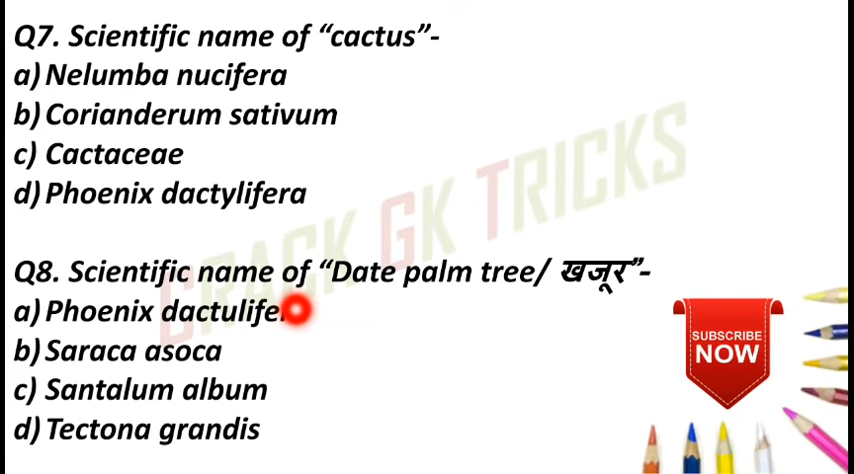 Q7. Scientific name of “cactus”-
a) Nelumba nucifera
b) Corianderum sativum
c) Cactaceae
d) Phoenix dactylifera
CRACK GK TRICKS
Q8. Scientific name of “Date palm tree/ खजूर”-
a) Phoenix
b) Saraca asoca
c) Santalum album
d) Tectona grandis
SUBSCRIBE
NOW